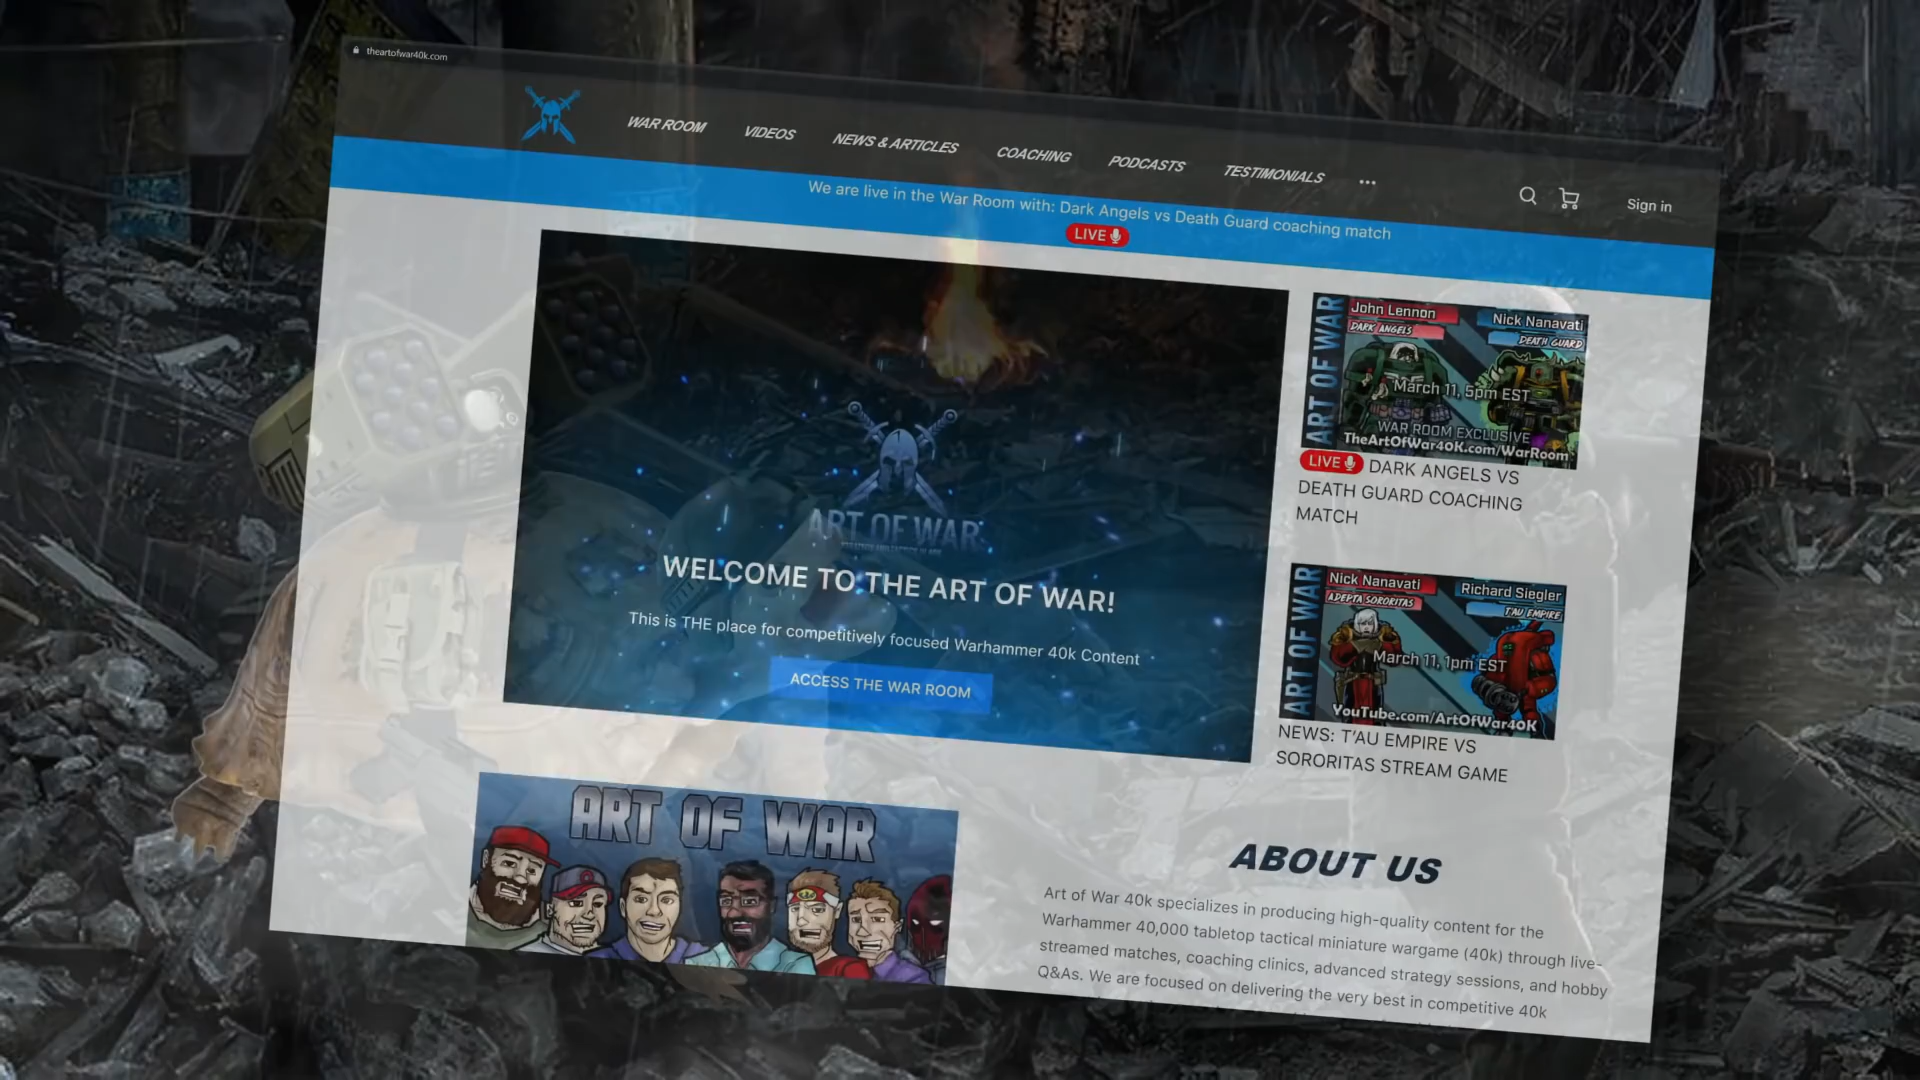 theartofwar40k.com
WAR ROOM
VIDEOS
NEWS & ARTICLES
COACHING
PODCASTS
TESTIMONIALS
Sign in
We are live in the War Room with: Dark Angels vs Death Guard coaching match
LIVE
ART OF WAR
WELCOME TO THE ART OF WAR!
This is THE place for competitively focused Warhammer 40k Content
ACCESS THE WAR ROOM
ART OF WAR
John Lennon
DARK ANGELS
Nick Nanavati
DEATH GUARD
March 11, 5pm EST
WAR ROOM EXCLUSIVE
TheArtOfWar40K.com/WarRoom
LIVE DARK ANGELS VS
DEATH GUARD COACHING
MATCH
ART OF WAR
Nick Nanavati
ADEPTA SORORITAS
Richard Siegler
T'AU EMPIRE
March 11, 1pm EST
YouTube.com/ArtOfWar40K
NEWS: T'AU EMPIRE VS
SORORITAS STREAM GAME
ART OF WAR
ABOUT US
Art of War 40k specializes in producing high-quality content for the
Warhammer 40,000 tabletop tactical miniature wargame (40k) through live-
streamed matches, coaching clinics, advanced strategy sessions, and hobby
Q&As. We are focused on delivering the very best in competitive 40k